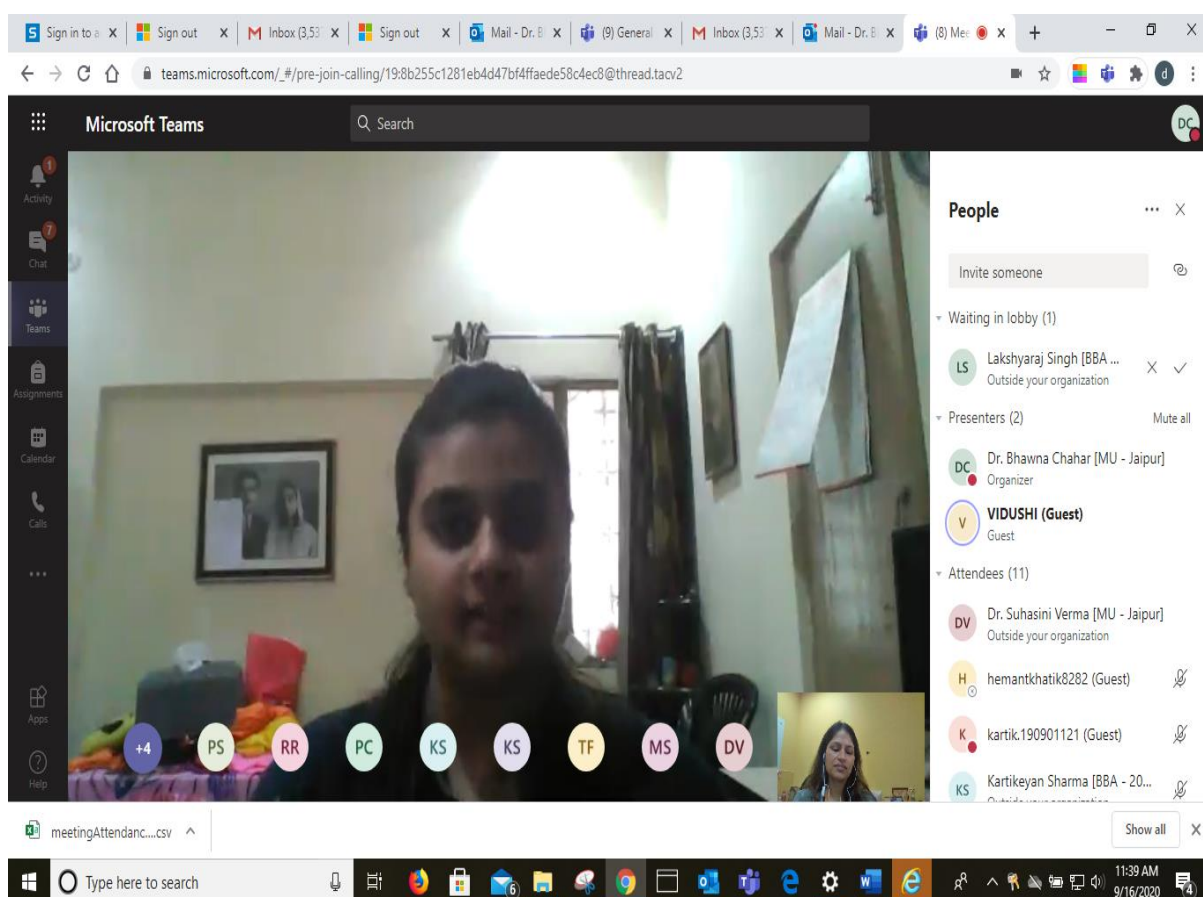 Sign in to a
Sign out
Inbox (3,53
Sign out
Mail - Dr. B
(9) General
Inbox (3,53
Mail - Dr. B
(8) Mee
teams.microsoft.com/_#/pre-join-calling/19:8b255c1281eb4d47bf4ffaede58c4ec8@thread.tacv2
d
Microsoft Teams
Search
DC
1
Activity
7
Chat
Teams
Assignments
Calendar
Calls
Apps
Help
+4
PS
RR
PC
KS
KS
TF
MS
DV
People
Invite someone
Waiting in lobby (1)
LS
Lakshyaraj Singh [BBA ...
Outside your organization
Presenters (2)
Mute all
DC
Dr. Bhawna Chahar [MU - Jaipur]
Organizer
V
VIDUSHI (Guest)
Guest
Attendees (11)
DV
Dr. Suhasini Verma [MU - Jaipur]
Outside your organization
H
hemantkhatik8282 (Guest)
K
kartik.190901121 (Guest)
KS
Kartikeyan Sharma [BBA - 20...
meetingAttendanc....csv
Show all
Type here to search
6
11:39 AM
9/16/2020
4